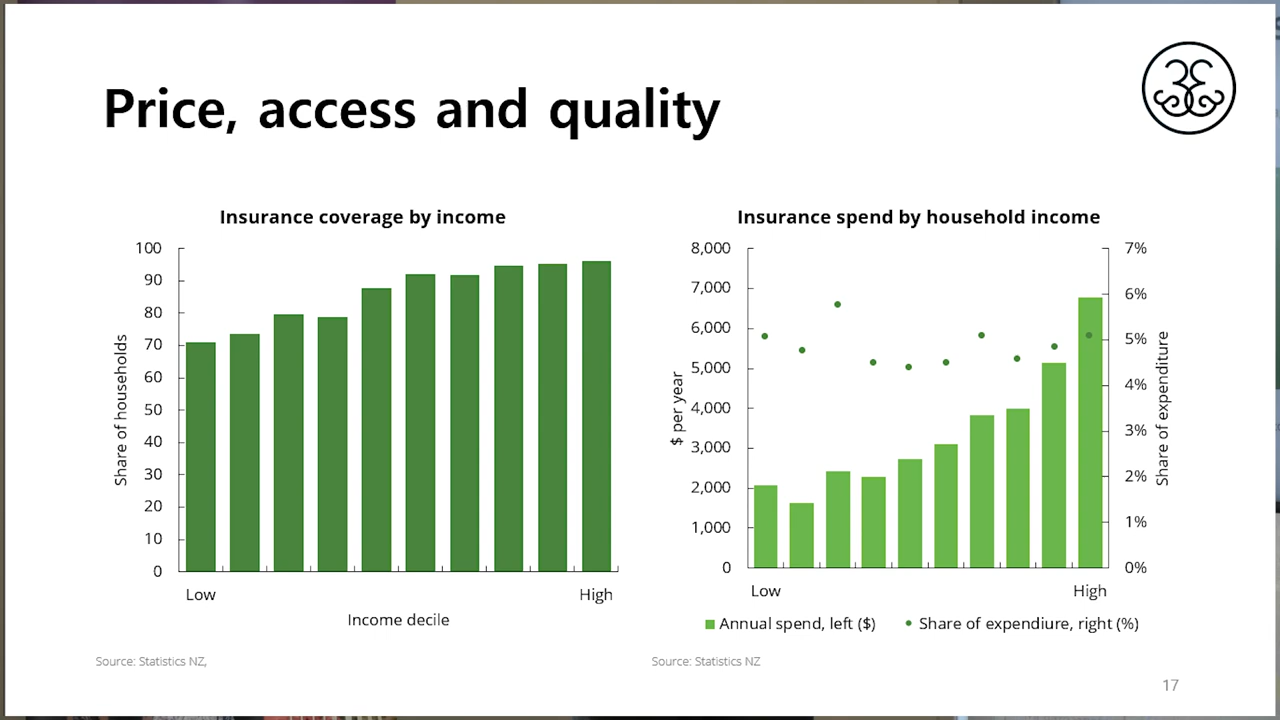 Price, access and quality
Insurance coverage by income
100
90
80
70
60
50
40
30
20
10
0
Share of households
Low
High
Income decile
Source: Statistics NZ,
Insurance spend by household income
8,000
7,000
6,000
5,000
4,000
3,000
2,000
1,000
0
$ per year
7%
6%
5%
4%
3%
2%
1%
0%
Share of expenditure
Low
High
Annual spend, left ($)
Share of expendiure, right (%)
Source: Statistics NZ
17